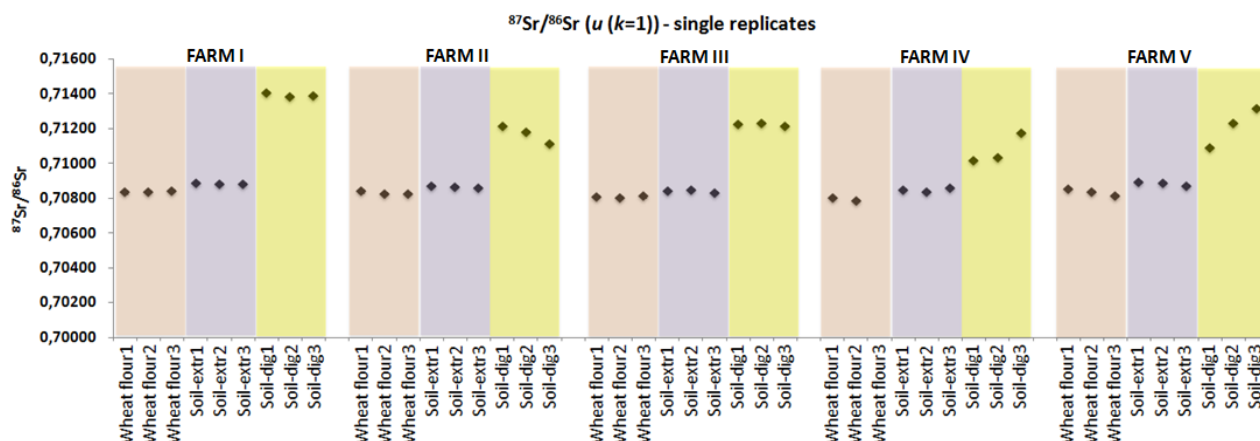 ⁸⁷Sr/⁸⁶Sr (u (k=1)) - single replicates
FARM I
FARM II
FARM III
FARM IV
FARM V
⁸⁷Sr/⁸⁶Sr
0,71600
0,71400
0,71200
0,71000
0,70800
0,70600
0,70400
0,70200
0,70000
Wheat flour1
Wheat flour2
Wheat flour3
Soil-extr1
Soil-extr2
Soil-extr3
Soil-dig1
Soil-dig2
Soil-dig3
Wheat flour1
Wheat flour2
Wheat flour3
Soil-extr1
Soil-extr2
Soil-extr3
Soil-dig1
Soil-dig2
Soil-dig3
Wheat flour1
Wheat flour2
Wheat flour3
Soil-extr1
Soil-extr2
Soil-extr3
Soil-dig1
Soil-dig2
Soil-dig3
Wheat flour1
Wheat flour2
Wheat flour3
Soil-extr1
Soil-extr2
Soil-extr3
Soil-dig1
Soil-dig2
Soil-dig3
Wheat flour1
Wheat flour2
Wheat flour3
Soil-extr1
Soil-extr2
Soil-extr3
Soil-dig1
Soil-dig2
Soil-dig3